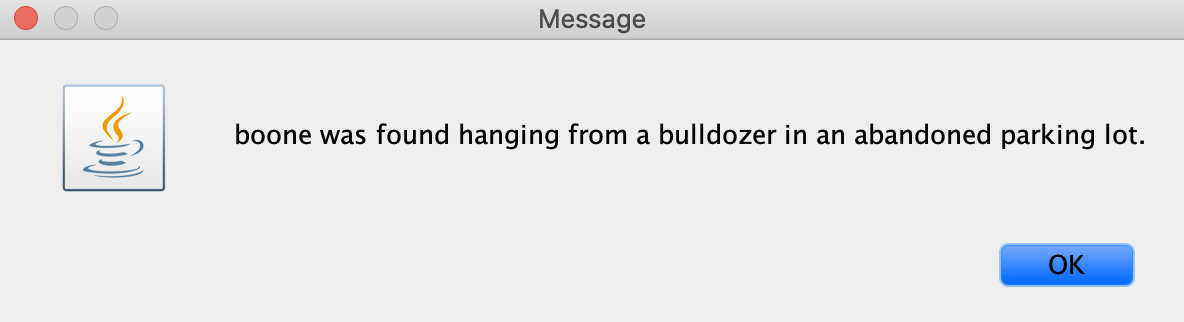 Message
boone was found hanging from a bulldozer in an abandoned parking lot.
OK